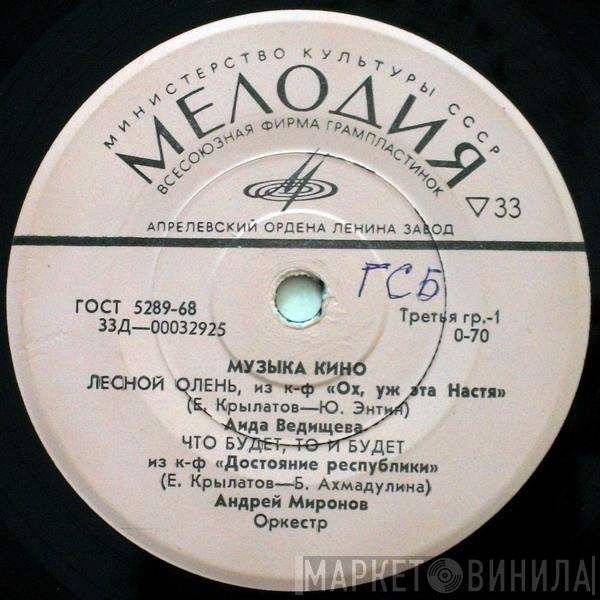 МИНИСТЕРСТВО КУЛЬТУРЫ СССР
МЕЛОДИЯ
ВСЕСОЮЗНАЯ ФИРМА ГРАМПЛАСТИНОК
▽33
АПРЕЛЕВСКИЙ ОРДЕНА ЛЕНИНА ЗАВОД
ГСБ
ГОСТ 5289-68
33Д—00032925
Третья гр.-1
0-70
МУЗЫКА КИНО
ЛЕСНОЙ ОЛЕНЬ, из к-ф «Ох, уж эта Настя»
(Е. Крылатов—Ю. Энтин)
Аида Ведищева
ЧТО БУДЕТ, ТО И БУДЕТ
из к-ф «Достояние республики»
(Е. Крылатов—Б. Ахмадулина)
Андрей Миронов
Оркестр
МАРКЕТ ВИНИЛА